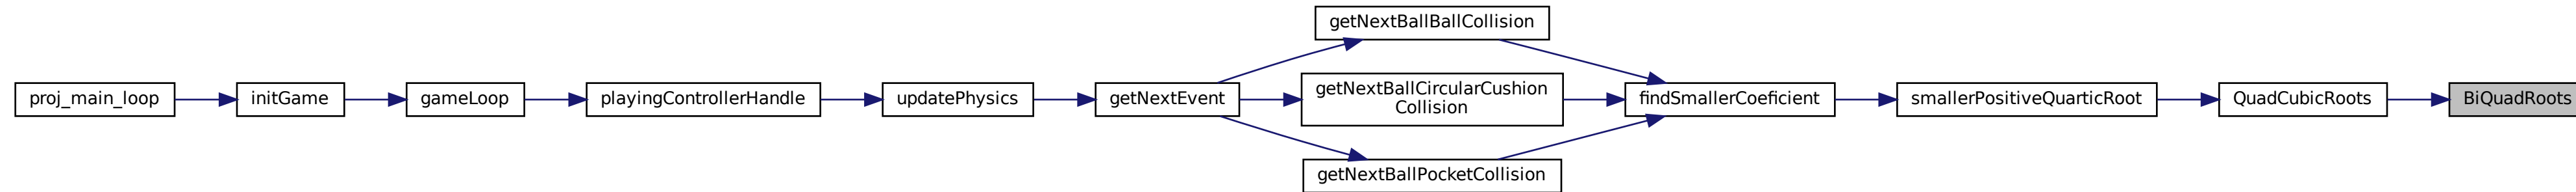 proj_main_loop
initGame
gameLoop
playingControllerHandle
updatePhysics
getNextEvent
getNextBallBallCollision
getNextBallCircularCushion
Collision
getNextBallPocketCollision
findSmallerCoeficient
smallerPositiveQuarticRoot
QuadCubicRoots
BiQuadRoots